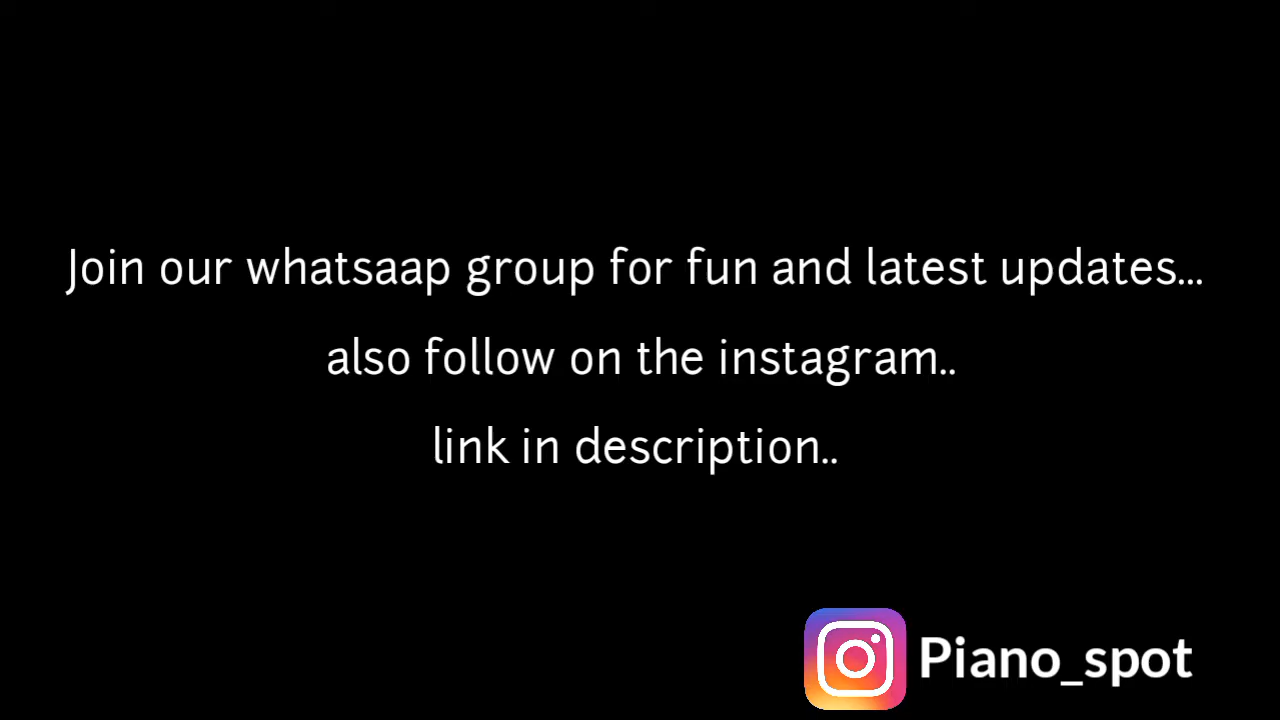 Join our whatsaap group for fun and latest updates...
also follow on the instagram..
link in description..
Piano_spot